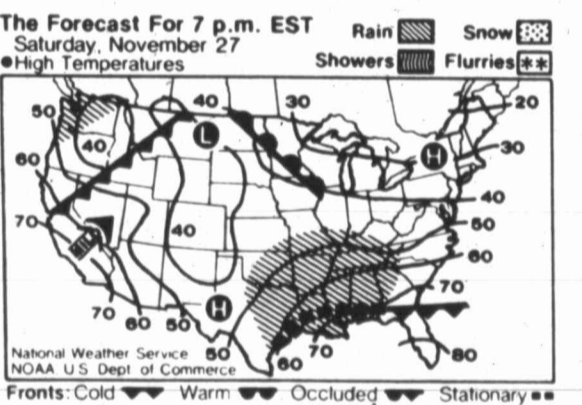 The Forecast For 7 p.m. EST
Saturday, November 27
●High Temperatures
Rain Snow
Showers Flurries
50 40 30 20
40 L H 30
60
40
70 40 50
60
H 70
70 60 50
50 60 70 80
National Weather Service
NOAA U S Dept of Commerce
Fronts: Cold Warm Occluded Stationary